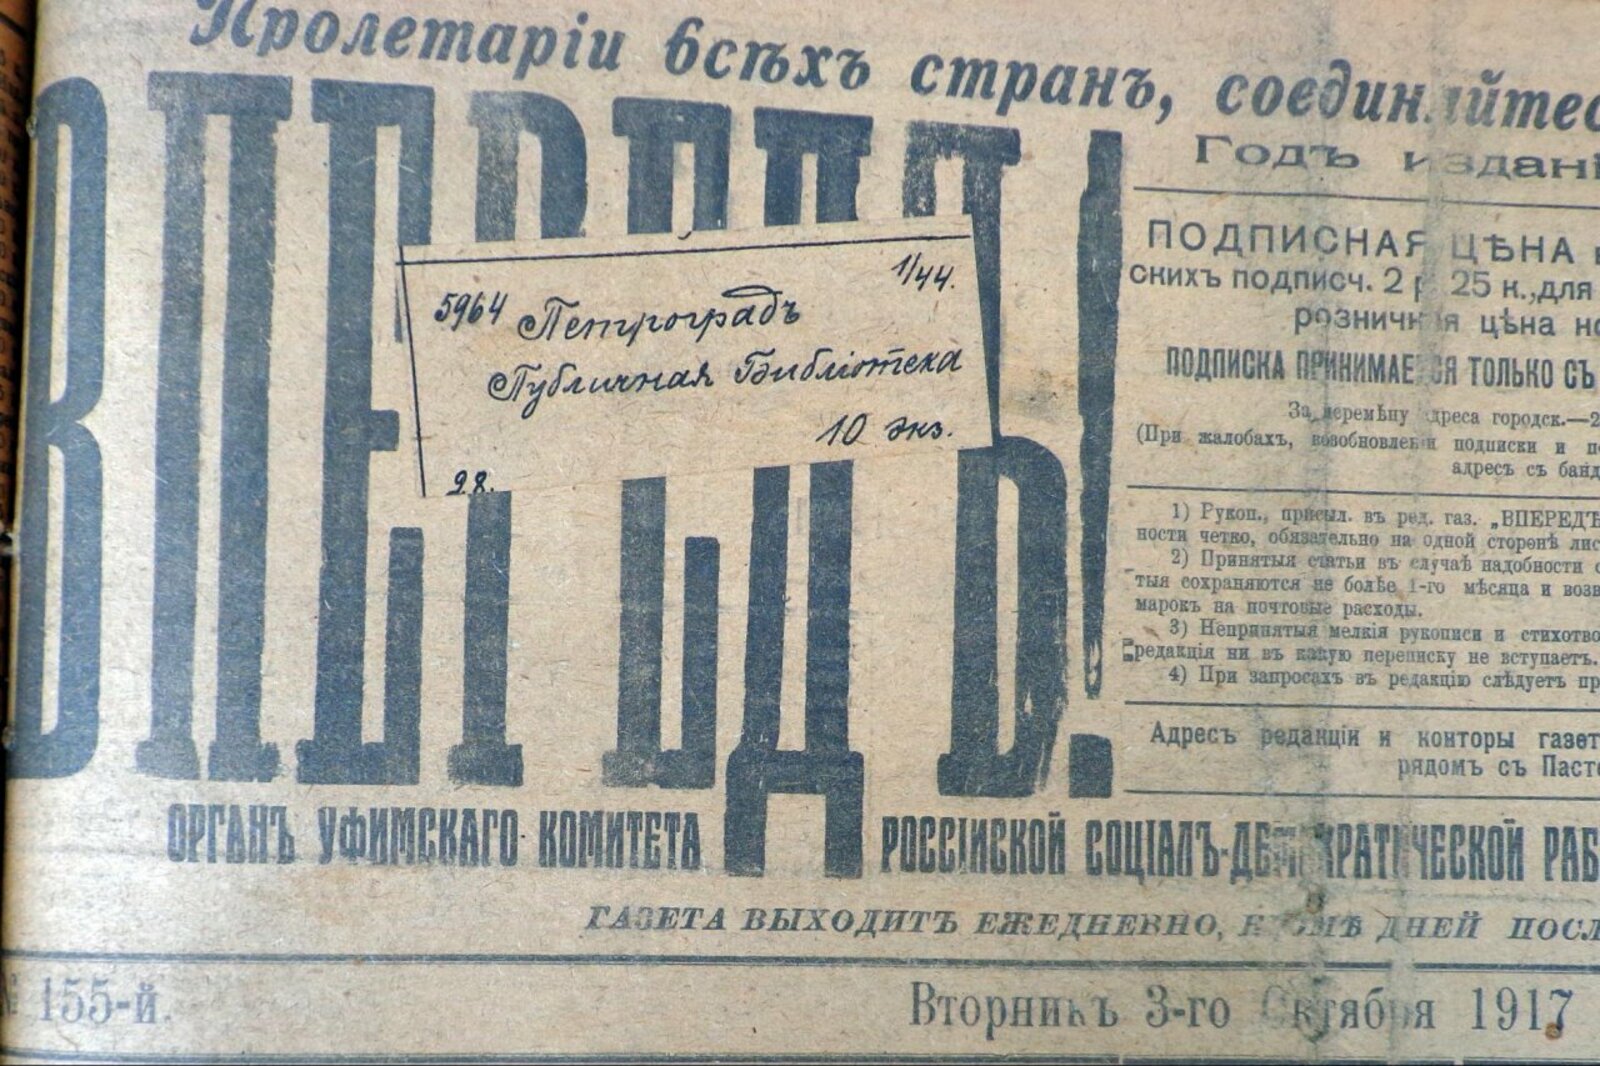 Пролетаріи всѣхъ стран, соединяйтес
ВПЕРЕДЪ!
Годъ издані
5964 Петроградъ 1/44.
Публичная Библіотека
10 экз.
98.
ПОДПИСНАЯ ЦѢНА
скихъ подписч. 2 р. 25 к., для
розничная цѣна но
ПОДПИСКА ПРИНИМАЕТСЯ ТОЛЬКО СЪ
За перемѣну адреса городск.—2
(При жалобахъ, возобновлении подписки и п
адресъ съ банд
1) Рукоп., присыл. въ ред. газ. „ВПЕРЕДЪ
ности четко, обязательно на одной сторонѣ лис
2) Принятыя статьи въ случаѣ надобности с
тыя сохраняются не болѣе 1-го мѣсяца и возв
марокъ на почтовые расходы.
3) Непринятыя мелкія рукописи и стихотво
редакція ни въ какую переписку не вступаетъ.
4) При запросахъ въ редакцію слѣдуетъ пр
Адресъ редакціи и конторы газет
рядомъ съ Паст
ОРГАНЪ УФИМСКАГО КОМИТЕТА РОССІЙСКОЙ СОЦІАЛЪ-ДЕМОКРАТИЧЕСКОЙ РАБ
ГАЗЕТА ВЫХОДИТЪ ЕЖЕДНЕВНО, КРОМѢ ДНЕЙ ПОСЛ
№ 155-й. Вторникъ 3-го Октября 1917